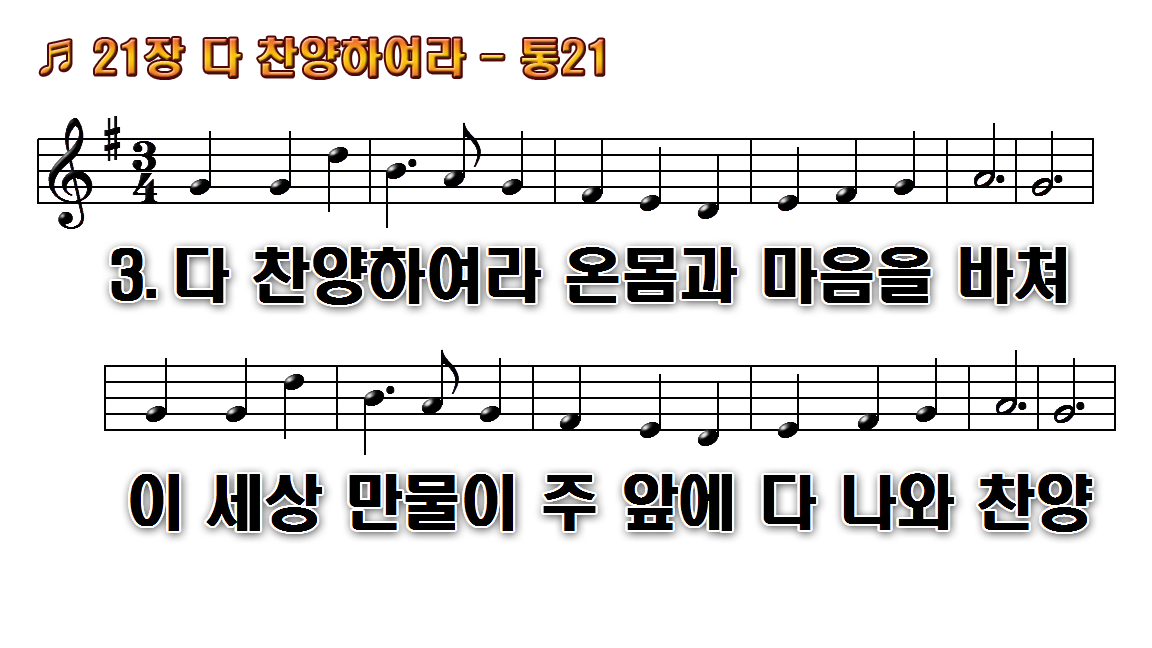 ♬ 21장 다 찬양하여라 - 통21
3
4
3. 다 찬양하여라 온몸과 마음을 바쳐
이 세상 만물이 주 앞에 다 나와 찬양